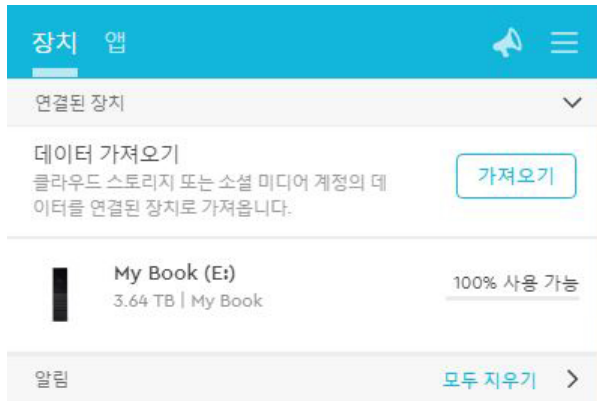 장치 앱
연결된 장치
데이터 가져오기
클라우드 스토리지 또는 소셜 미디어 계정의 데
이터를 연결된 장치로 가져옵니다.
가져오기
My Book (E:)
3.64 TB | My Book
100% 사용 가능
알림
모두 지우기